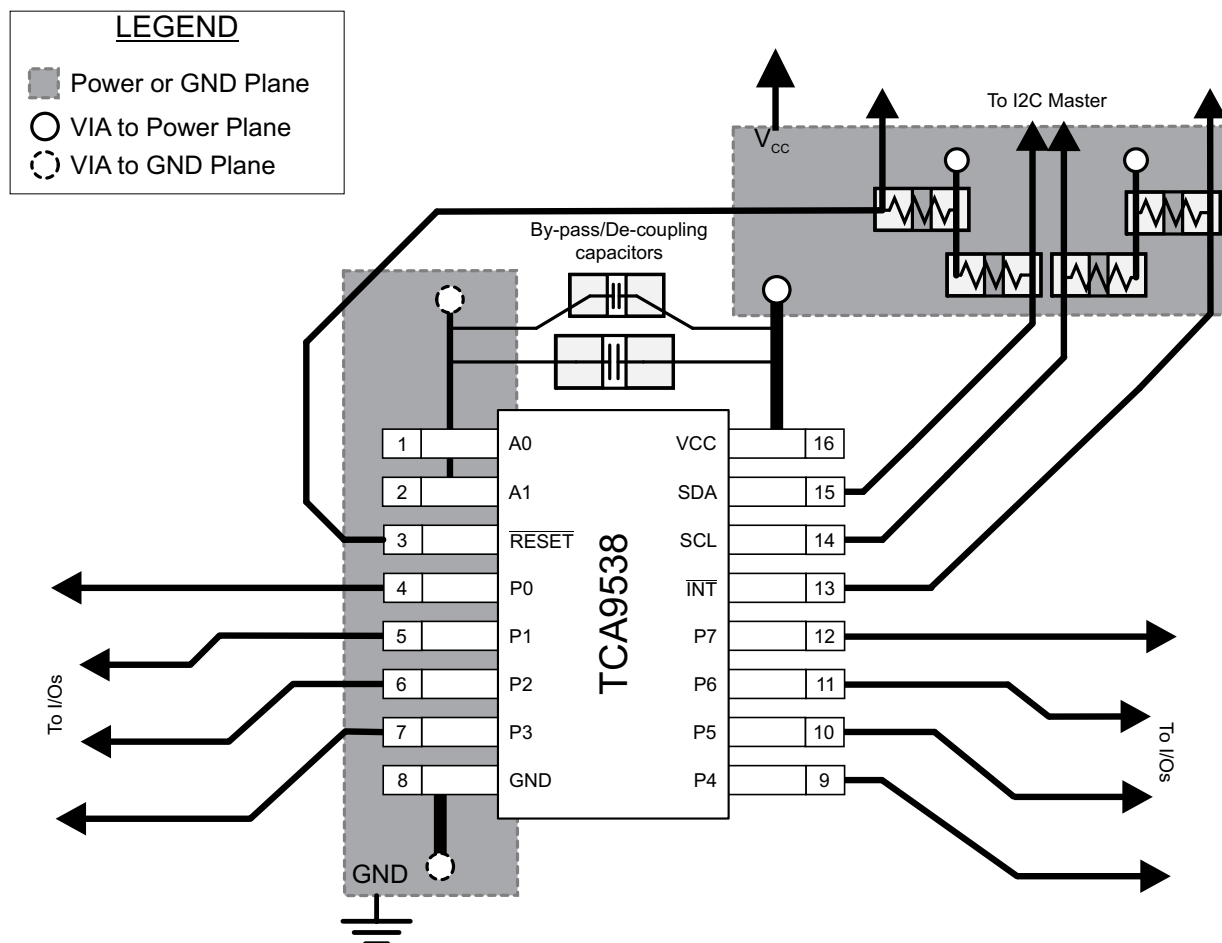 LEGEND
Power or GND Plane
VIA to Power Plane
VIA to GND Plane
To I2C Master
VCC
By-pass/De-coupling
capacitors
1 A0 VCC 16
2 A1 SDA 15
3 RESET SCL 14
4 P0 INT 13
5 P1 P7 12
6 P2 P6 11
7 P3 P5 10
8 GND P4 9
TCA9538
To I/Os
To I/Os
GND